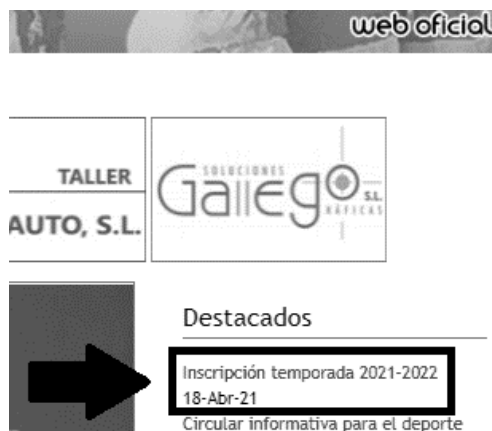 web oficial
TALLER
AUTO, S.L.
SOLUCIONES
Gallego S.L.
GRÁFICAS
Destacados
Inscripción temporada 2021-2022
18-Abr-21
Circular informativa para el deporte